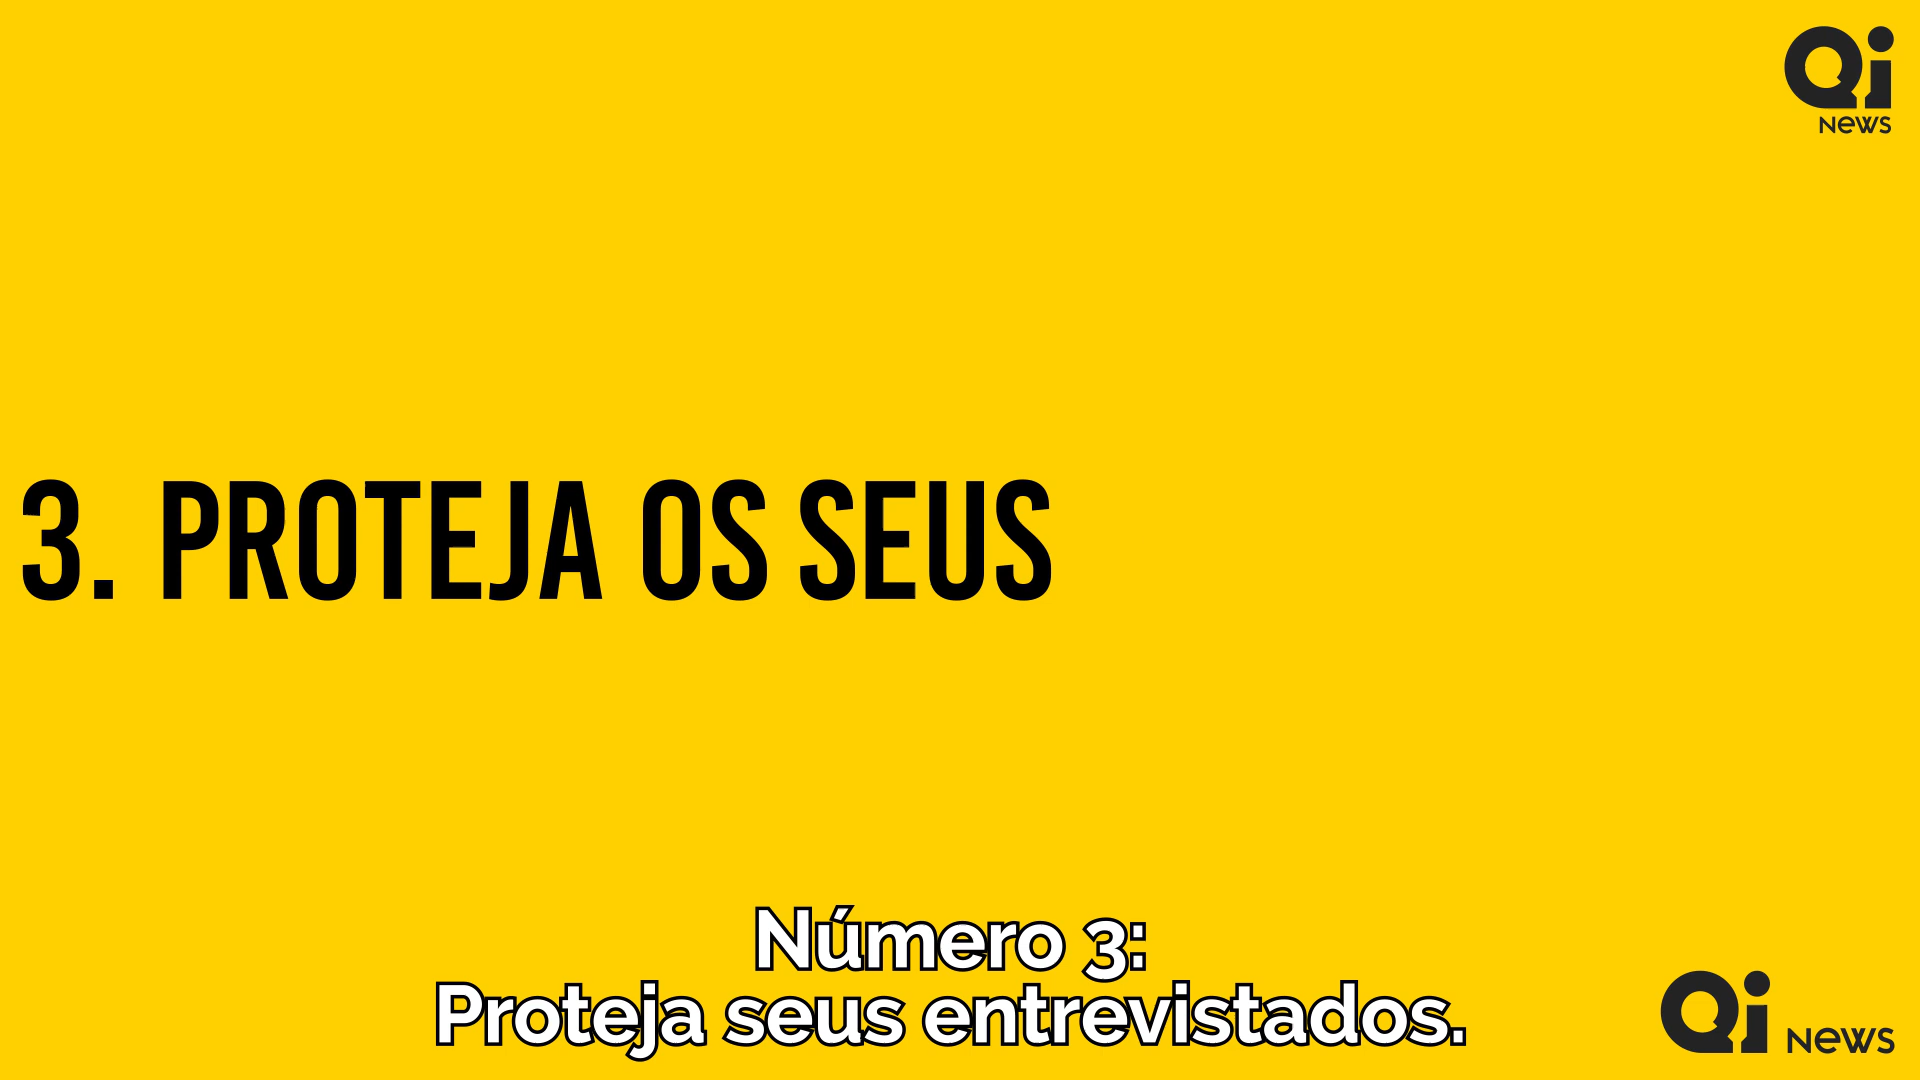 Qi
News
3. PROTEJA OS SEUS
Número 3:
Proteja seus entrevistados.
Qi News